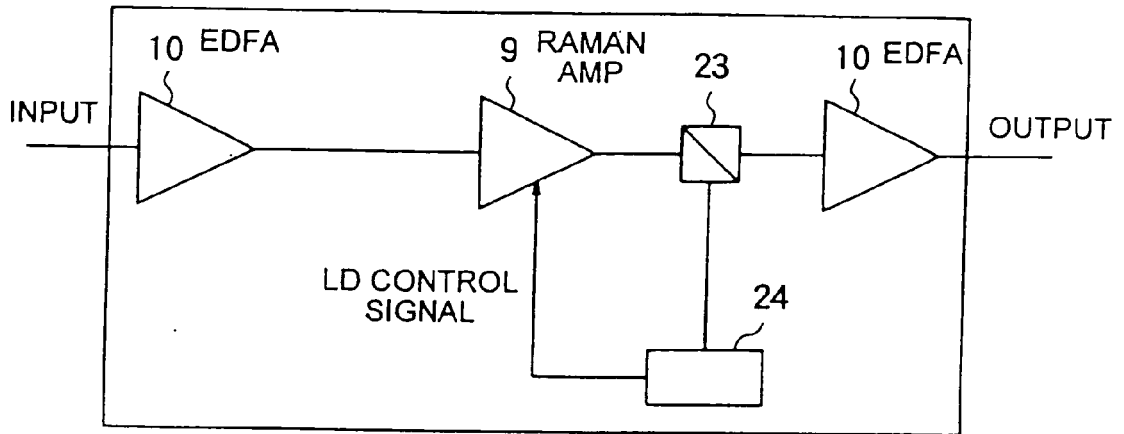 10 EDFA
9 RAMAN
AMP
23
10 EDFA
INPUT
OUTPUT
LD CONTROL
SIGNAL
24